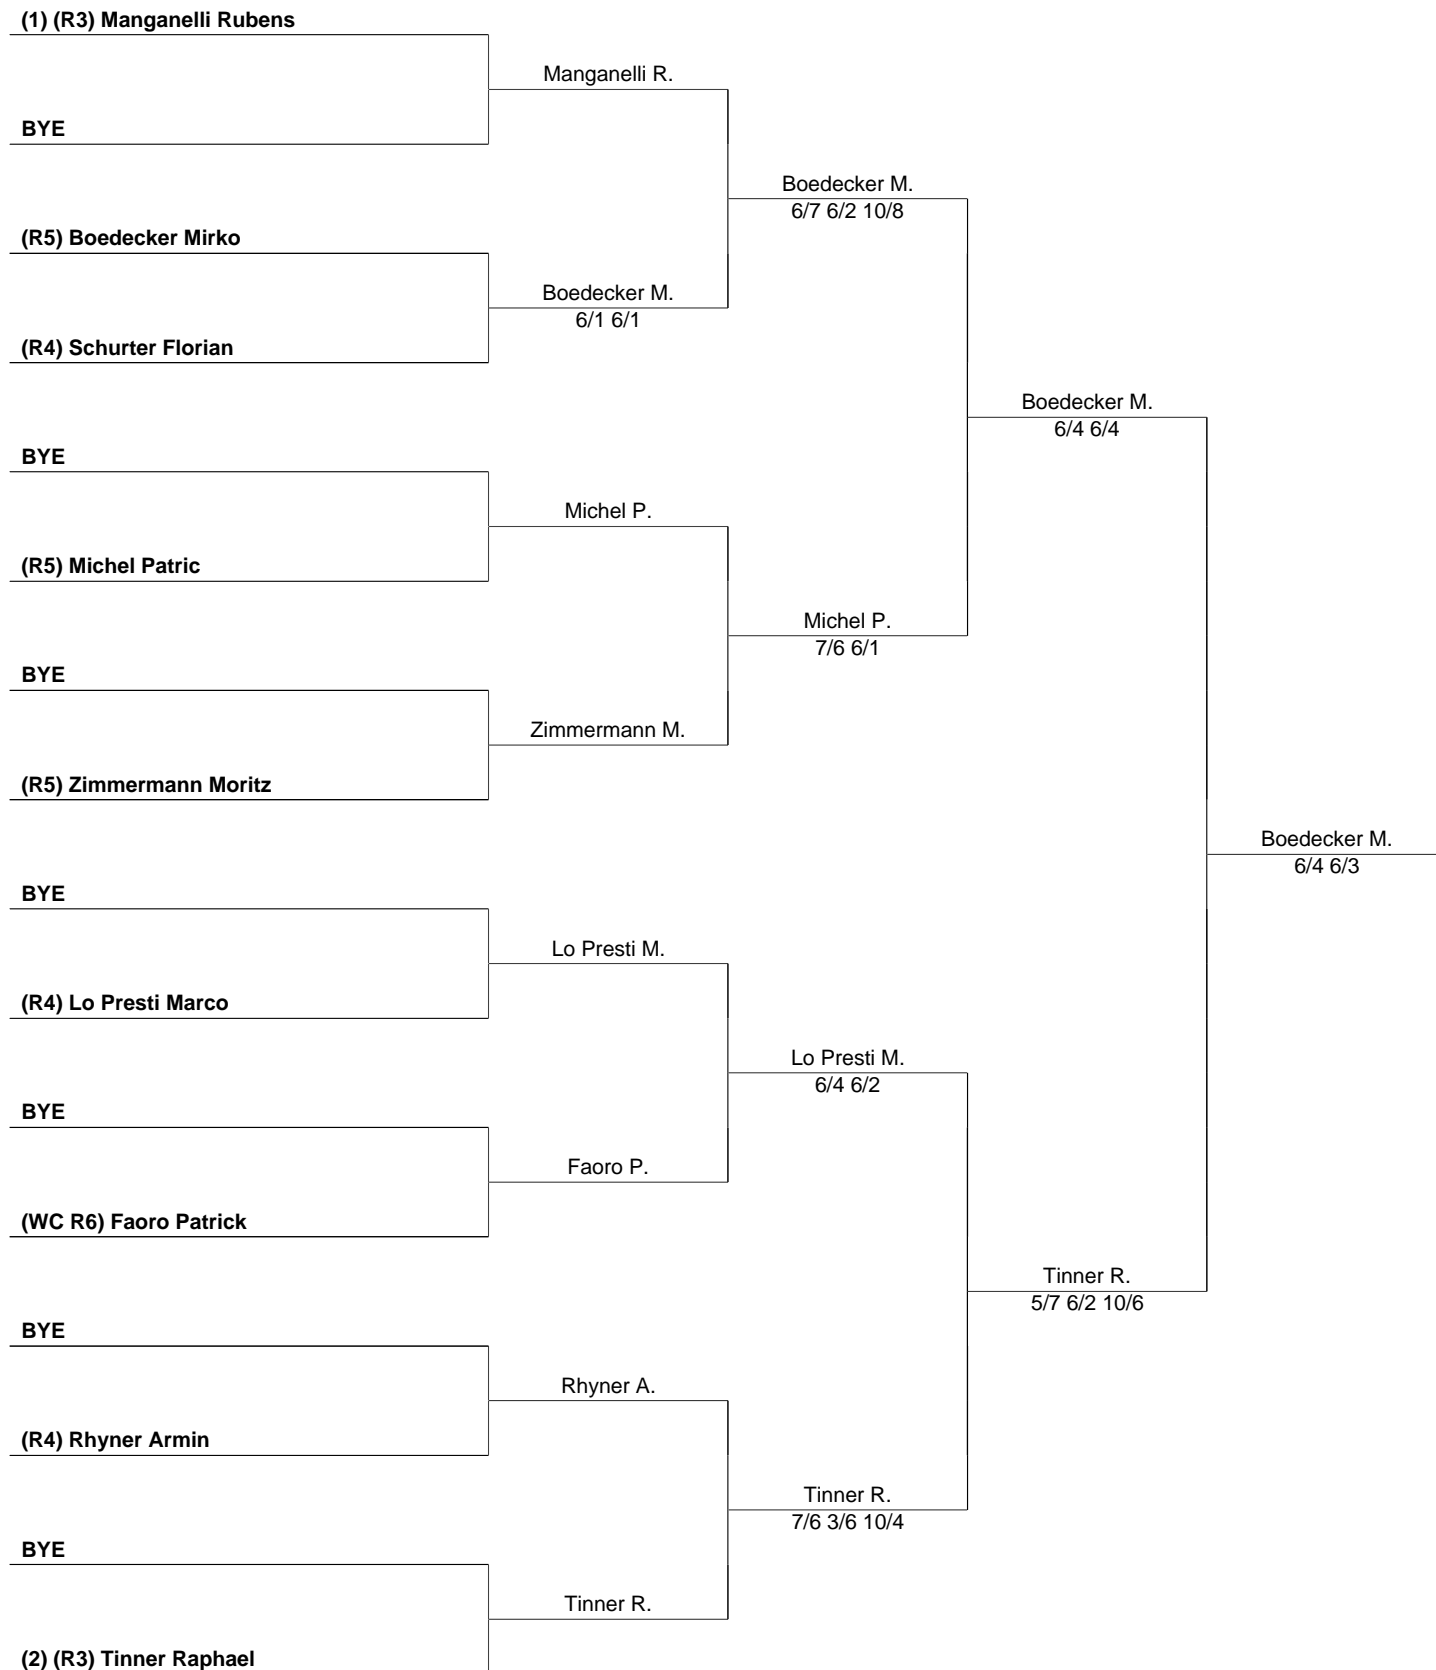 (1) (R3) Manganelli Rubens
Manganelli R.
BYE
Boedecker M.
6/7 6/2 10/8
(R5) Boedecker Mirko
Boedecker M.
6/1 6/1
(R4) Schurter Florian
Boedecker M.
6/4 6/4
BYE
Michel P.
(R5) Michel Patric
Michel P.
7/6 6/1
BYE
Zimmermann M.
(R5) Zimmermann Moritz
Boedecker M.
6/4 6/3
BYE
Lo Presti M.
(R4) Lo Presti Marco
Lo Presti M.
6/4 6/2
BYE
Faoro P.
(WC R6) Faoro Patrick
Tinner R.
5/7 6/2 10/6
BYE
Rhyner A.
(R4) Rhyner Armin
Tinner R.
7/6 3/6 10/4
BYE
Tinner R.
(2) (R3) Tinner Raphael